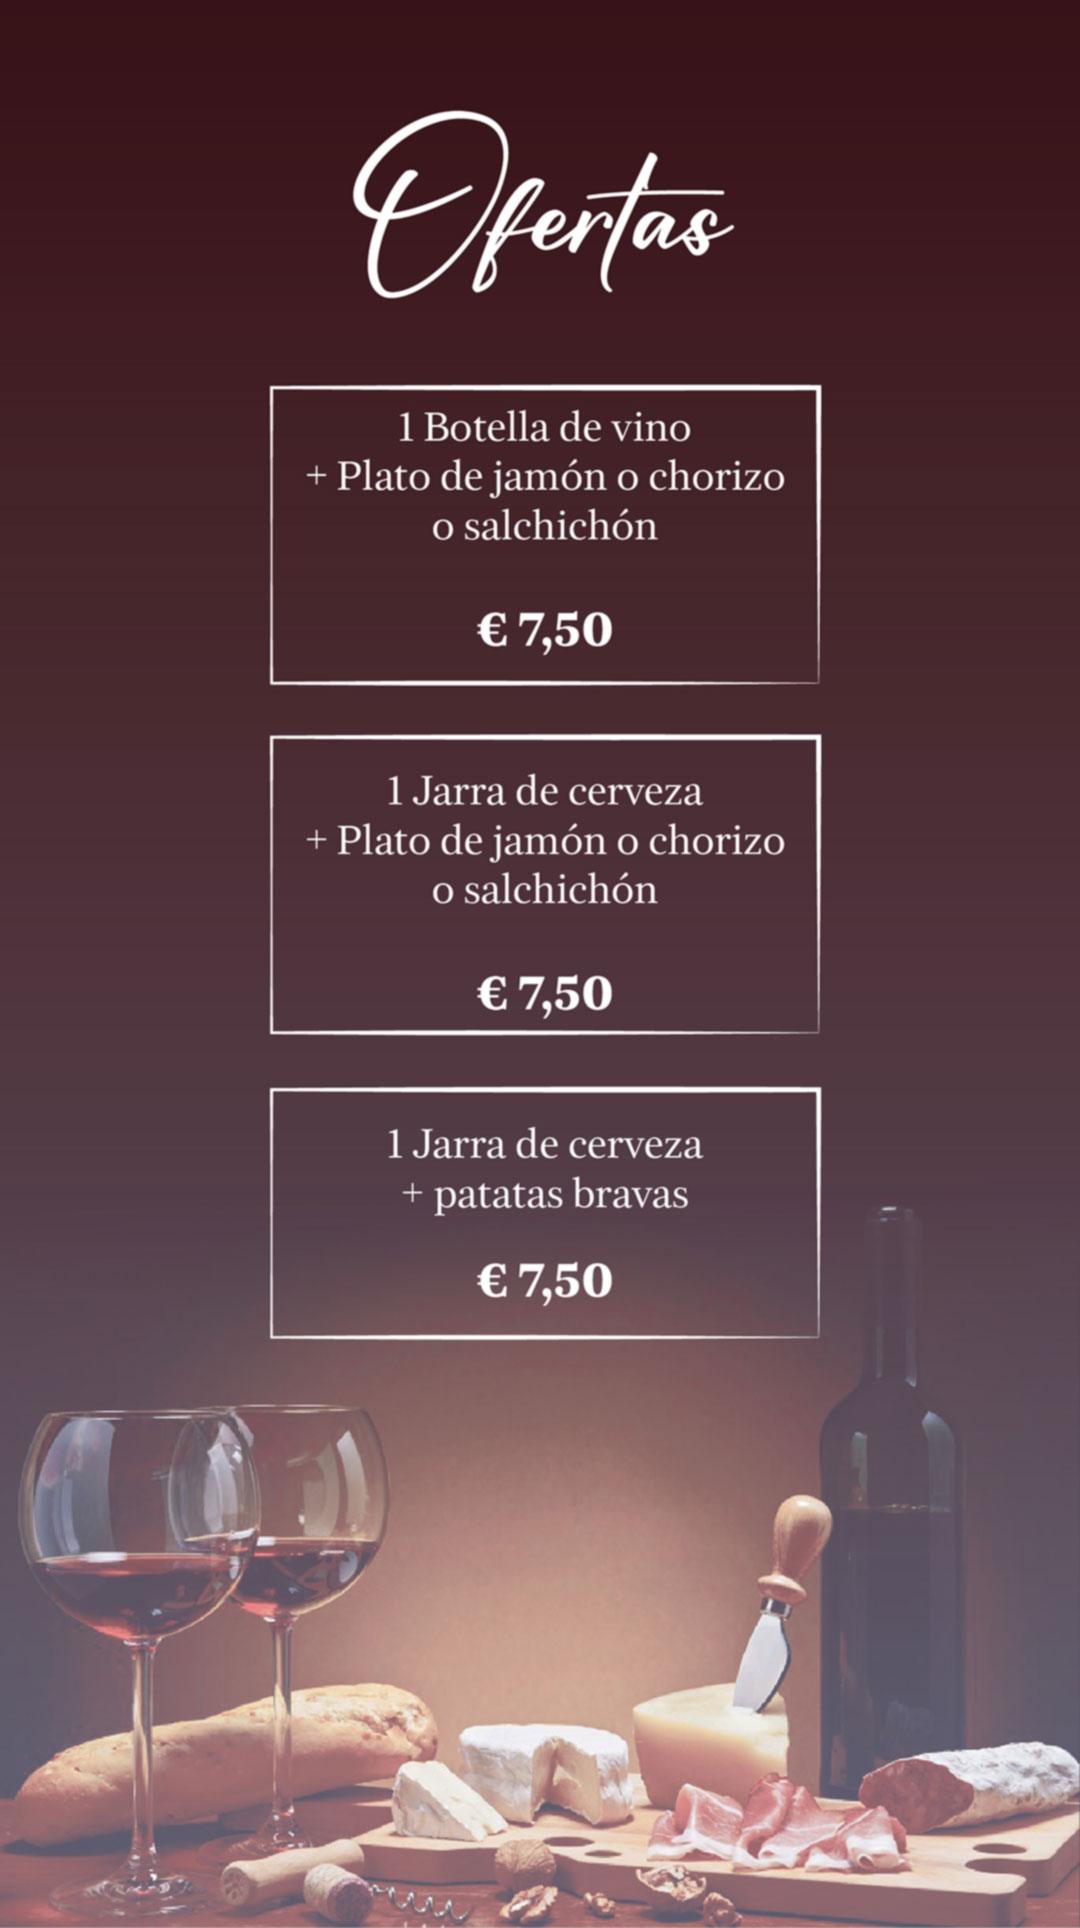 Ofertas
1 Botella de vino
+ Plato de jamón o chorizo
o salchichón
€ 7,50
1 Jarra de cerveza
+ Plato de jamón o chorizo
o salchichón
€ 7,50
1 Jarra de cerveza
+ patatas bravas
€ 7,50